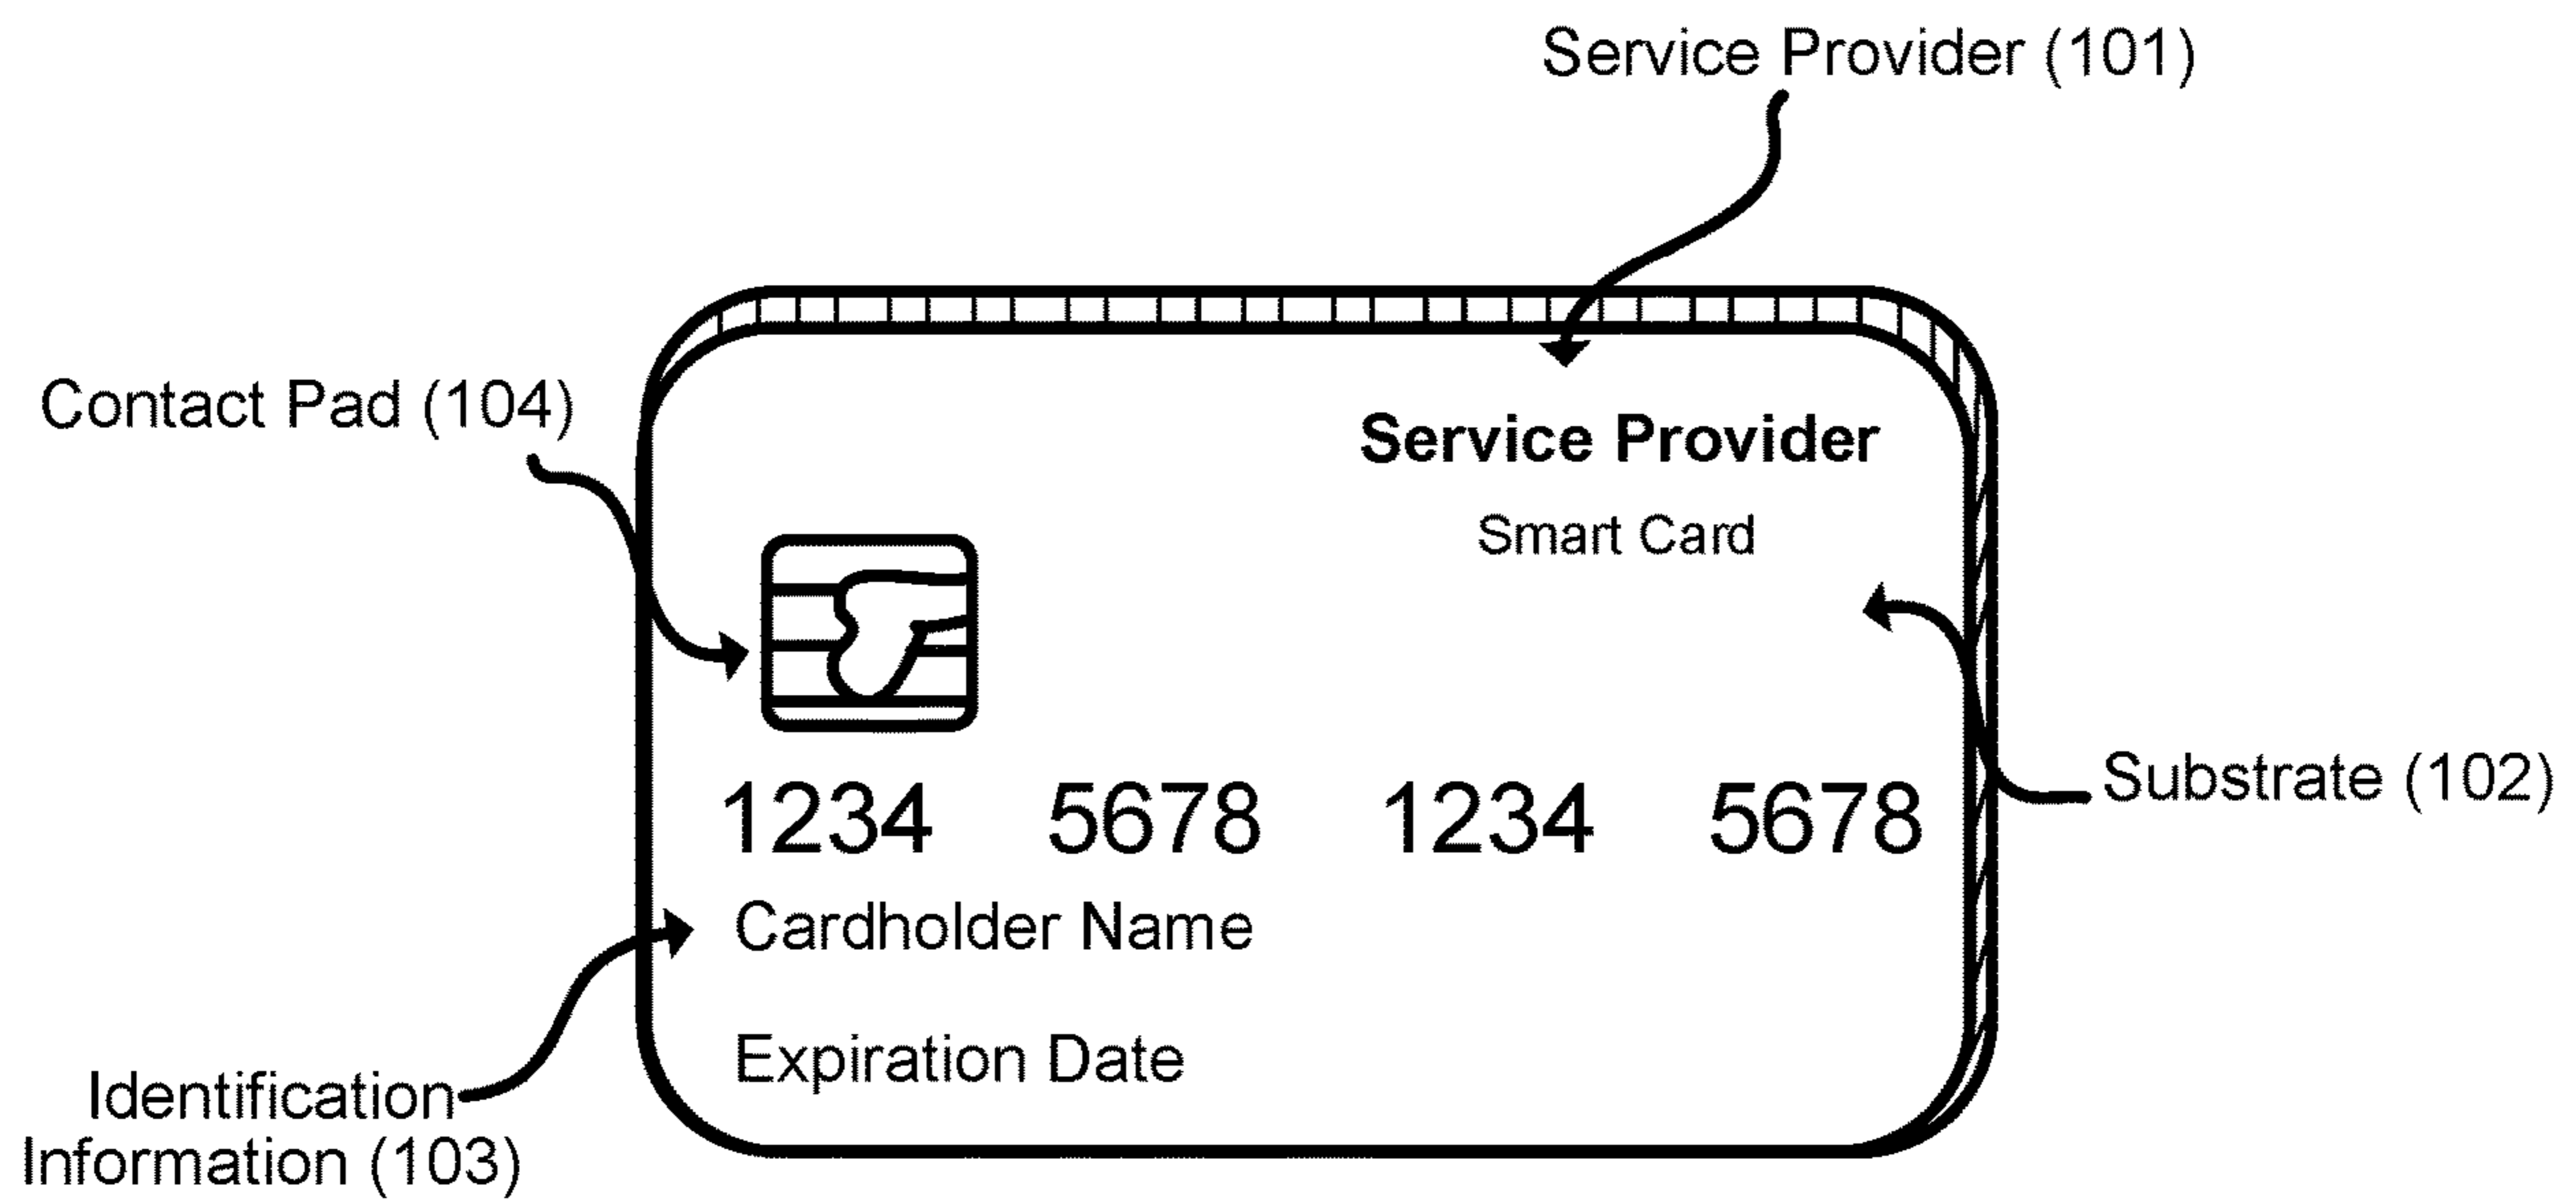 Service Provider (101)
Contact Pad (104)
Service Provider
Smart Card
Substrate (102)
1234 5678 1234 5678
Cardholder Name
Expiration Date
Identification
Information (103)